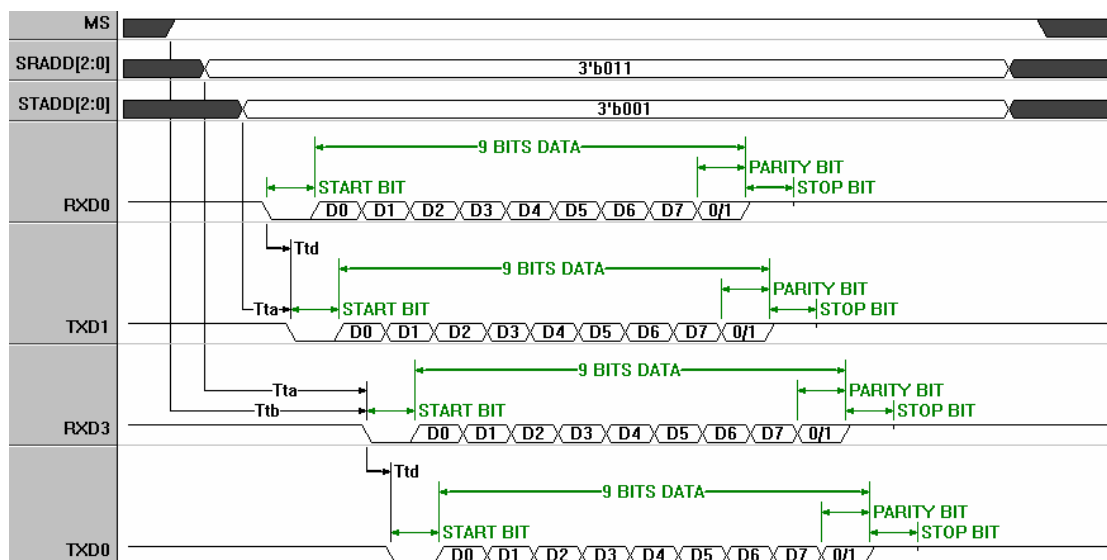 MS
SRADD[2:0] 3'b011
STADD[2:0] 3'b001
9 BITS DATA
PARITY BIT
START BIT STOP BIT
RXD0 D0 D1 D2 D3 D4 D5 D6 D7 0/1
Ttd
9 BITS DATA
PARITY BIT
Tta START BIT STOP BIT
TXD1 D0 D1 D2 D3 D4 D5 D6 D7 0/1
9 BITS DATA
Tta PARITY BIT
Ttb START BIT STOP BIT
RXD3 D0 D1 D2 D3 D4 D5 D6 D7 0/1
Ttd
9 BITS DATA
PARITY BIT
START BIT STOP BIT
TXD0 D0 D1 D2 D3 D4 D5 D6 D7 0/1